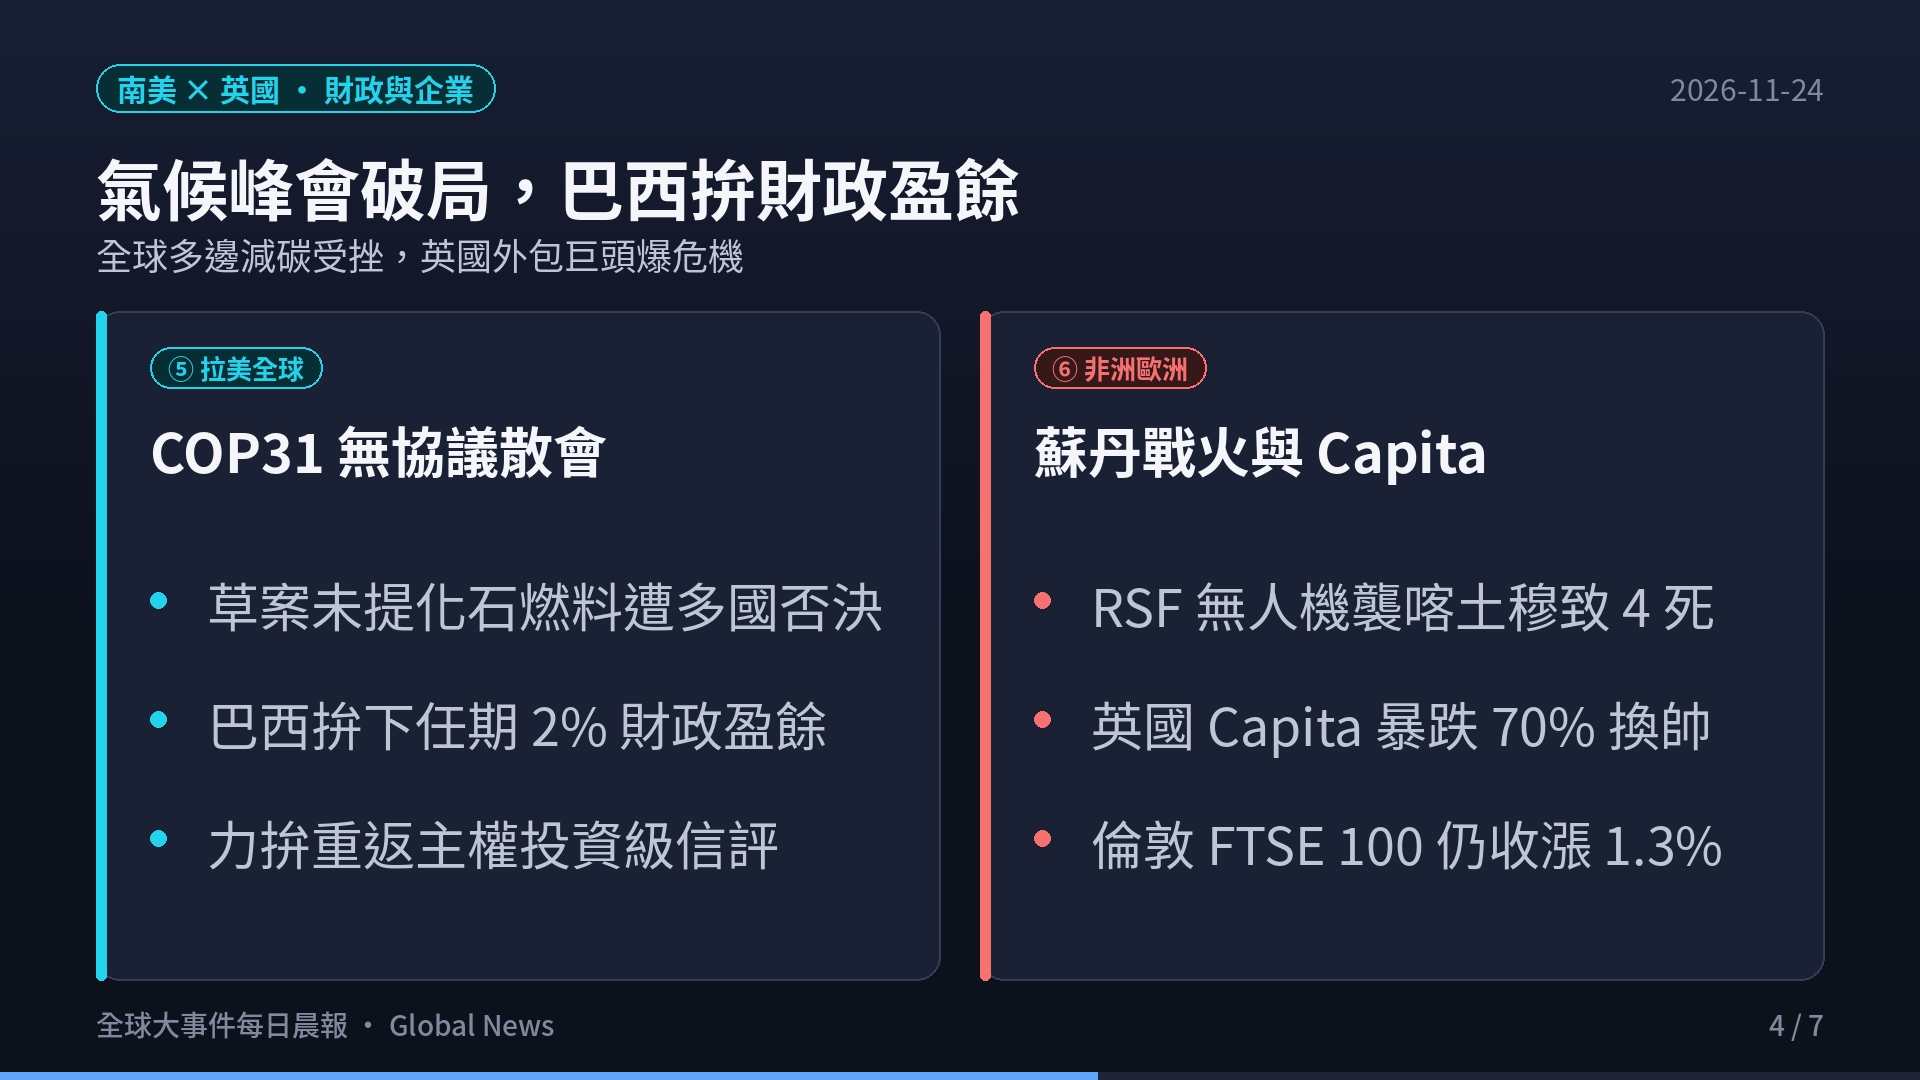 南美 × 英國 · 財政與企業
2026-11-24
氣候峰會破局，巴西拚財政盈餘
全球多邊減碳受挫，英國外包巨頭爆危機
⑤ 拉美全球
COP31 無協議散會
• 草案未提化石燃料遭多國否決
• 巴西拚下任期 2% 財政盈餘
• 力拚重返主權投資級信評
⑥ 非洲歐洲
蘇丹戰火與 Capita
• RSF 無人機襲喀土穆致 4 死
• 英國 Capita 暴跌 70% 換帥
• 倫敦 FTSE 100 仍收漲 1.3%
全球大事件每日晨報 · Global News
4 / 7